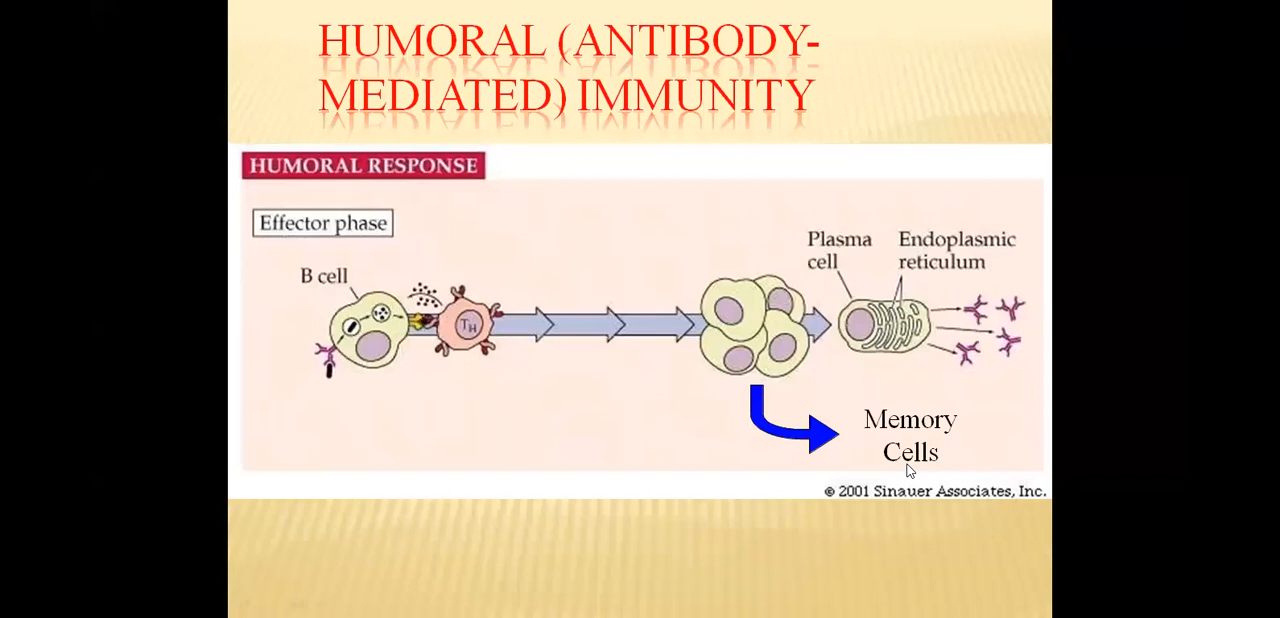 HUMORAL (ANTIBODY-
MEDIATED) IMMUNITY
HUMORAL RESPONSE
Effector phase
B cell
TH
Plasma
cell
Endoplasmic
reticulum
Memory
Cells
© 2001 Sinauer Associates, Inc.